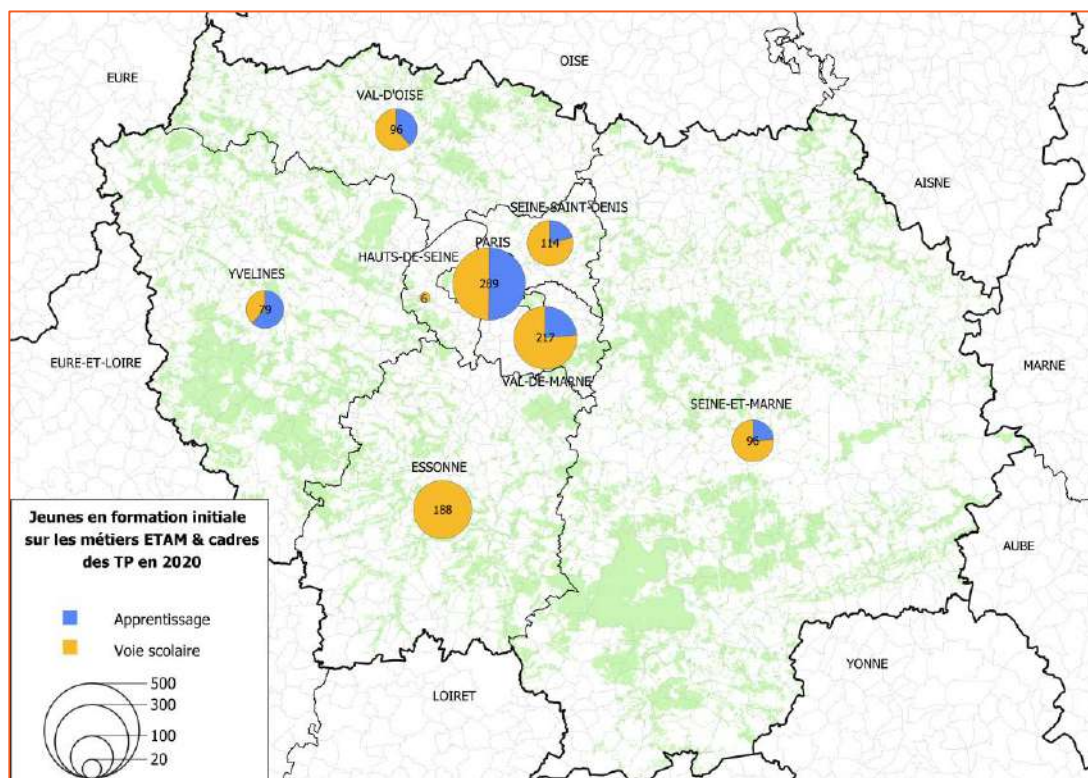 OISE
EURE
VAL-D'OISE
96
AISNE
SEINE-SAINT-DENIS
114
PARIS
HAUTS-DE-SEINE
YVELINES
289
6
79
217
EURE-ET-LOIRE
MARNE
VAL-DE-MARNE
SEINE-ET-MARNE
96
ESSONNE
188
Jeunes en formation initiale
sur les métiers ETAM & cadres
des TP en 2020
AUBE
Apprentissage
Voie scolaire
YONNE
500
LOIRET
300
100
20